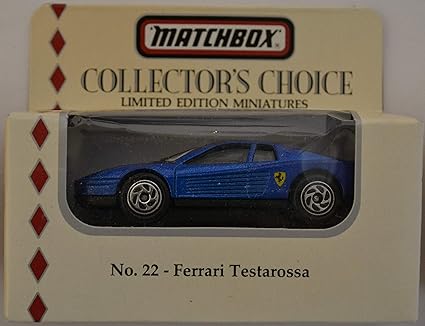 MATCHBOX
COLLECTOR'S CHOICE
LIMITED EDITION MINIATURES
No. 22 - Ferrari Testarossa